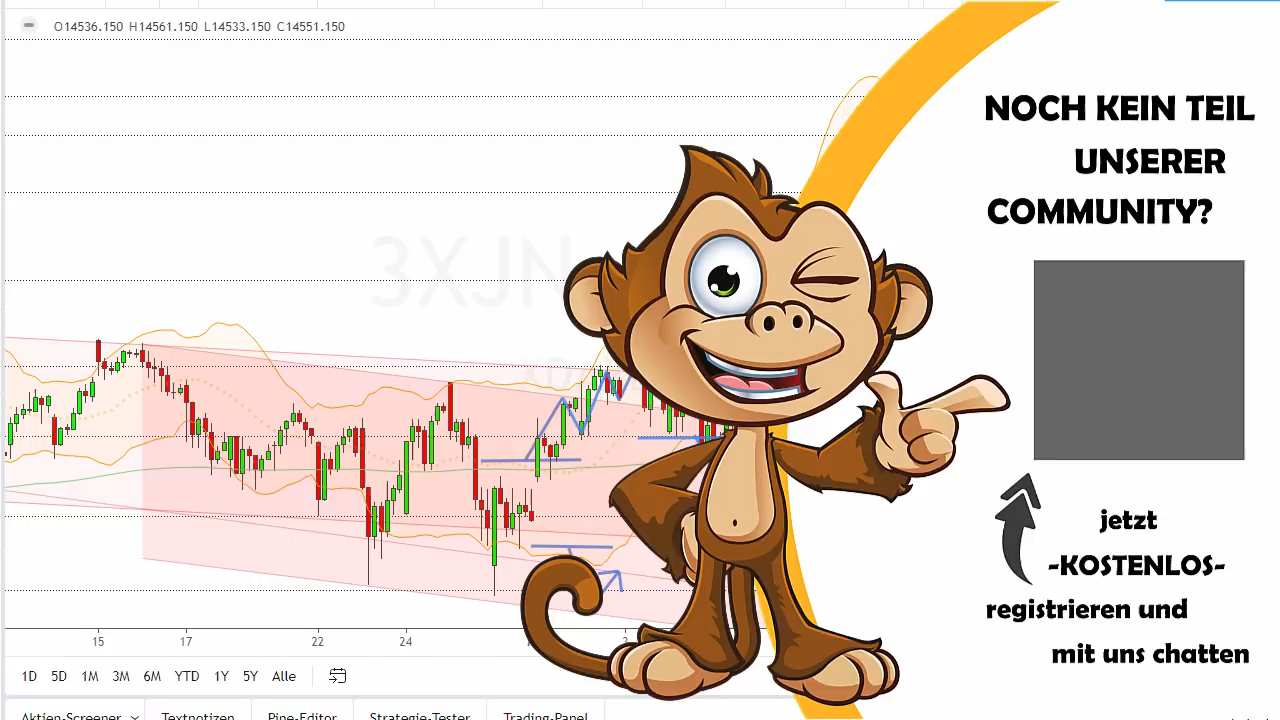 O14536.150 H14561.150 L14533.150 C14551.150
NOCH KEIN TEIL
UNSERER
COMMUNITY?
3XJN
jetzt
-KOSTENLOS-
registrieren und
mit uns chatten
15 17 22 24 3
1D 5D 1M 3M 6M YTD 1Y 5Y Alle
Aktien-Screener Textnotizen Pine-Editor Strategie-Tester Trading-Panel